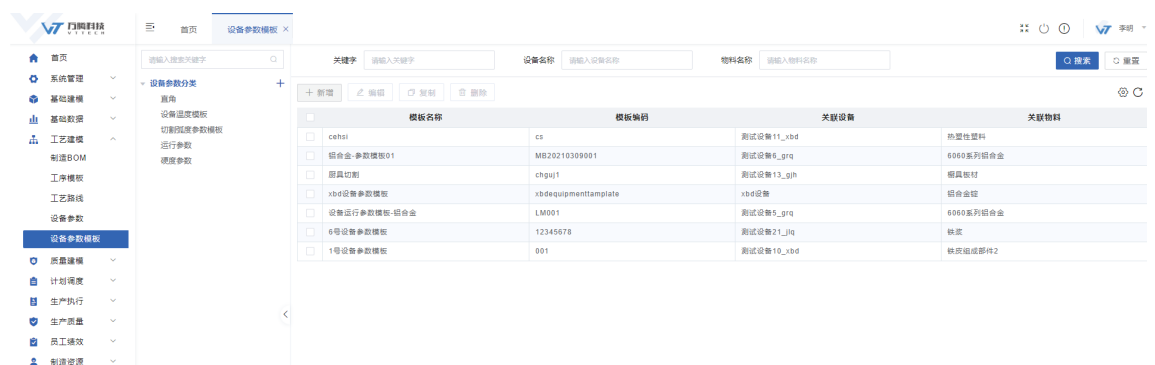 万腾科技
VTTECH
首页
设备参数模板 ×
李明
首页
系统管理
基础建模
基础数据
工艺建模
制造BOM
工序模板
工艺路线
设备参数
设备参数模板
质量建模
计划调度
生产执行
生产质量
员工绩效
制造资源
请输入搜索关键字
设备参数分类
直角
设备温度模板
切割弧度参数模板
运行参数
硬度参数
关键字 请输入关键字 设备名称 请输入设备名称 物料名称 请输入物料名称 搜索 重置
新增 编辑 复制 删除
模板名称 模板编码 关联设备 关联物料
cehsi cs 测试设备11_xbd 热塑性塑料
铝合金-参数模板01 MB20210309001 测试设备6_grq 6060系列铝合金
厨具切割 chguj1 测试设备13_gjh 橱具板材
xbd设备参数模板 xbdequipmenttamplate xbd设备 铝合金锭
设备运行参数模板-铝合金 LM001 测试设备5_grq 6060系列铝合金
6号设备参数模板 12345678 测试设备21_jlq
1号设备参数模板 001 测试设备10_xbd 铁皮组成部件2